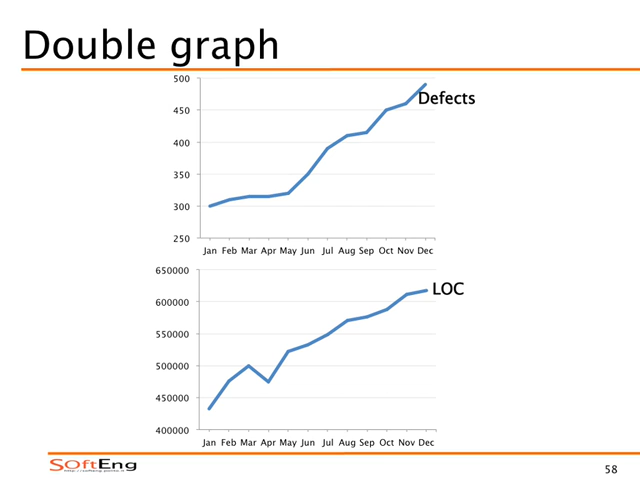 Double graph
500
Defects
450
400
350
300
250
Jan Feb Mar Apr May Jun Jul Aug Sep Oct Nov Dec
650000
LOC
600000
550000
500000
450000
400000
Jan Feb Mar Apr May Jun Jul Aug Sep Oct Nov Dec
SOftEng
58